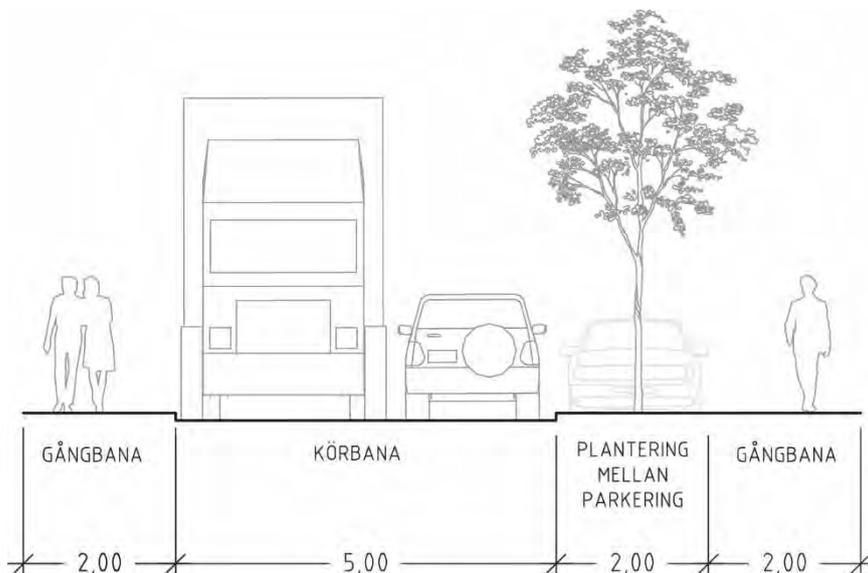 GÅNGBANA
KÖRBANA
PLANTERING
MELLAN
PARKERING
GÅNGBANA
2,00
5,00
2,00
2,00